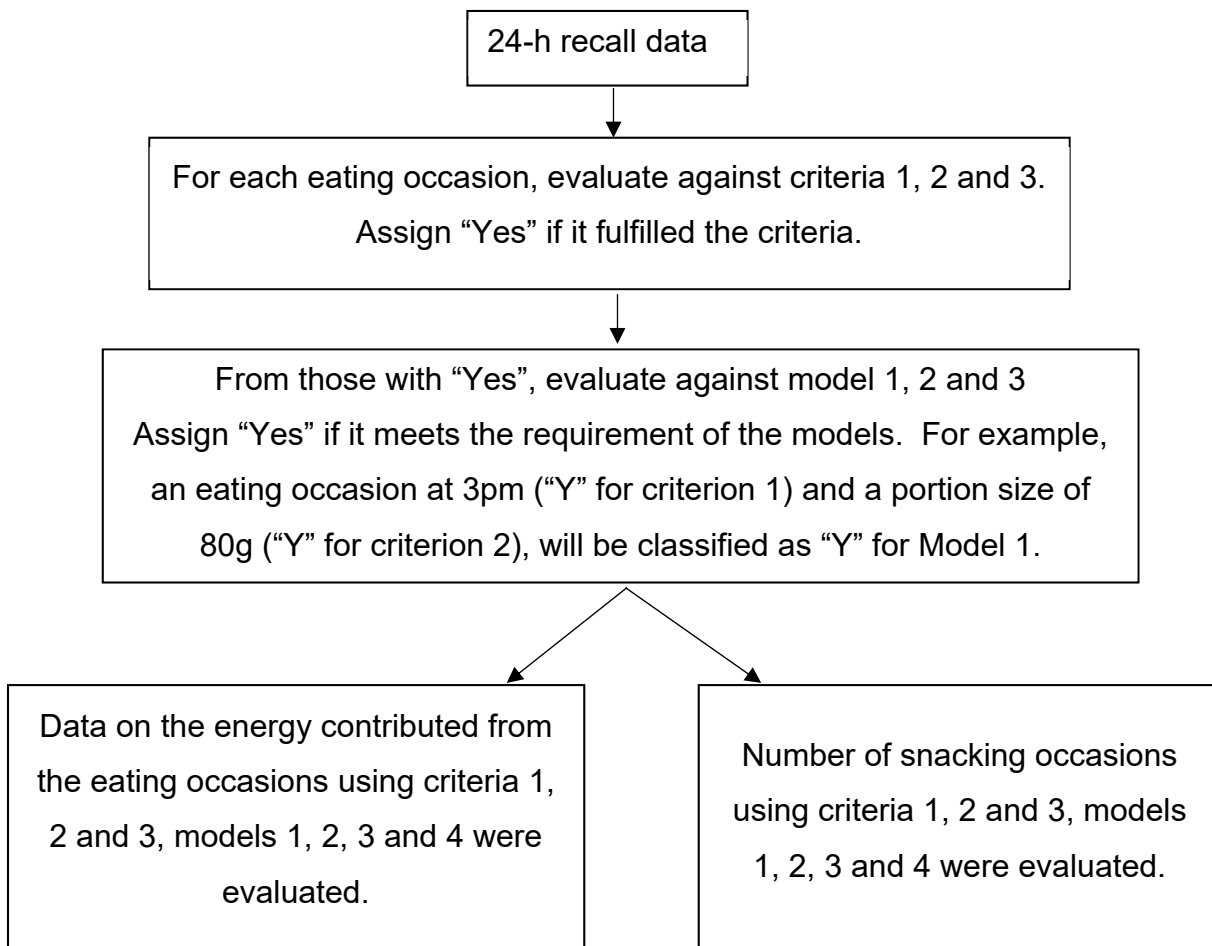 24-h recall data
For each eating occasion, evaluate against criteria 1, 2 and 3.
Assign “Yes” if it fulfilled the criteria.
From those with “Yes”, evaluate against model 1, 2 and 3
Assign “Yes” if it meets the requirement of the models.  For example,
an eating occasion at 3pm (“Y” for criterion 1) and a portion size of
80g (“Y” for criterion 2), will be classified as “Y” for Model 1.
Data on the energy contributed from
the eating occasions using criteria 1,
2 and 3, models 1, 2, 3 and 4 were
evaluated.
Number of snacking occasions
using criteria 1, 2 and 3, models
1, 2, 3 and 4 were evaluated.